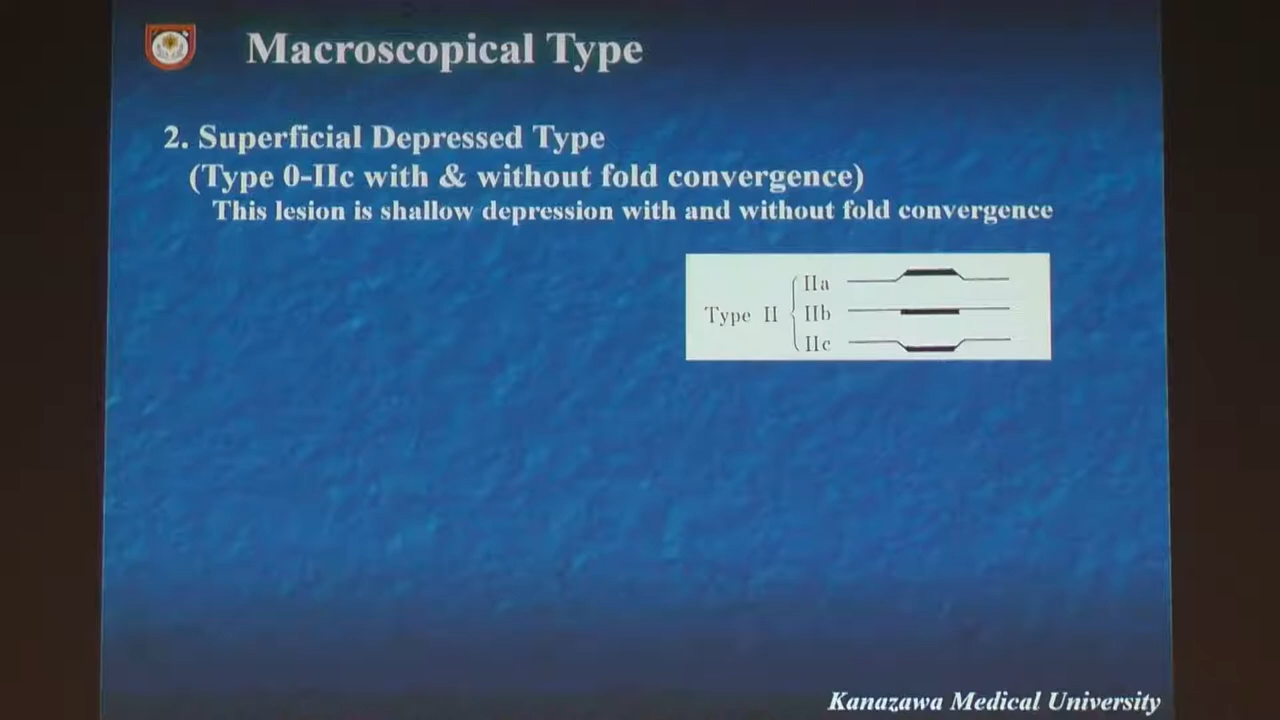 Macroscopical Type
2. Superficial Depressed Type
(Type 0-IIc with & without fold convergence)
This lesion is shallow depression with and without fold convergence
IIa
Type II IIb
IIc
Kanazawa Medical University